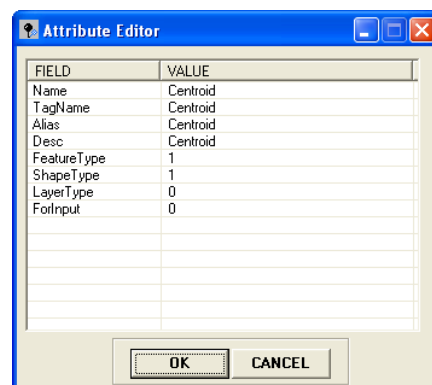 Attribute Editor
FIELD VALUE
Name Centroid
TagName Centroid
Alias Centroid
Desc Centroid
FeatureType 1
ShapeType 1
LayerType 0
ForInput 0
OK CANCEL